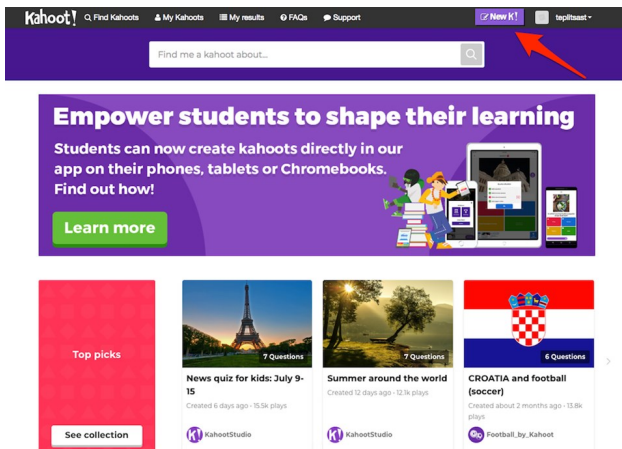 Kahoot! Find Kahoots My Kahoots My results FAQs Support New K! teplitsast
Find me a kahoot about...
Empower students to shape their learning
Students can now create kahoots directly in our
app on their phones, tablets or Chromebooks.
Find out how!
Learn more
Top picks
See collection
7 Questions
News quiz for kids: July 9-
15
Created 6 days ago · 15.5k plays
K! KahootStudio
7 Questions
Summer around the world
Created 12 days ago · 12.1k plays
K! KahootStudio
6 Questions
CROATIA and football
(soccer)
Created about 2 months ago · 13.8k
plays
Football_by_Kahoot